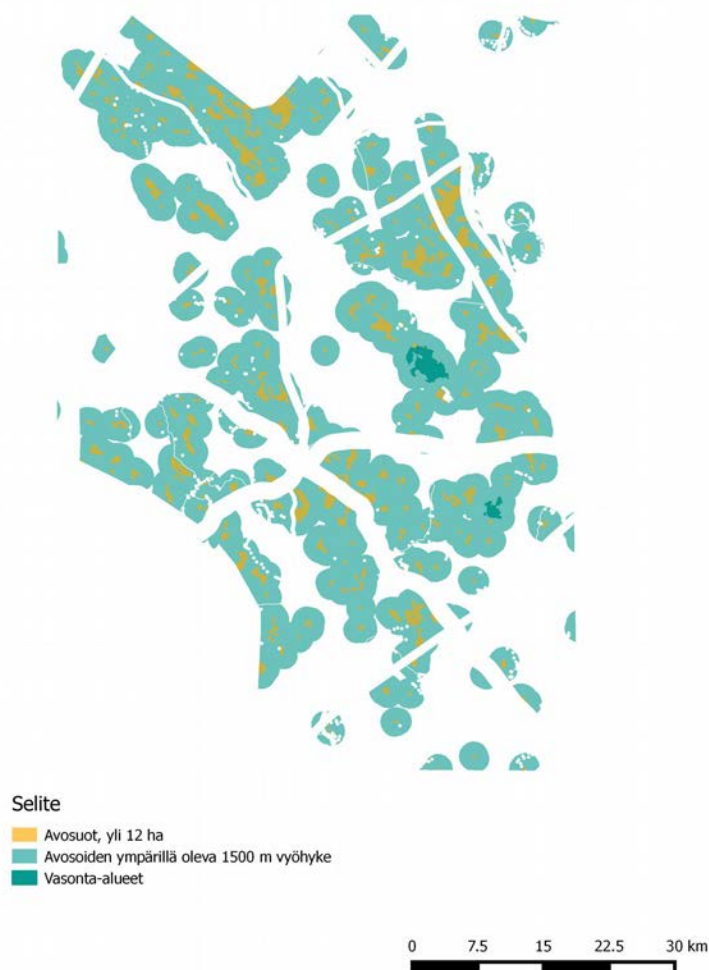 Selite
Avosuot, yli 12 ha
Avosoiden ympärillä oleva 1500 m vyöhyke
Vasonta-alueet
0 7.5 15 22.5 30 km